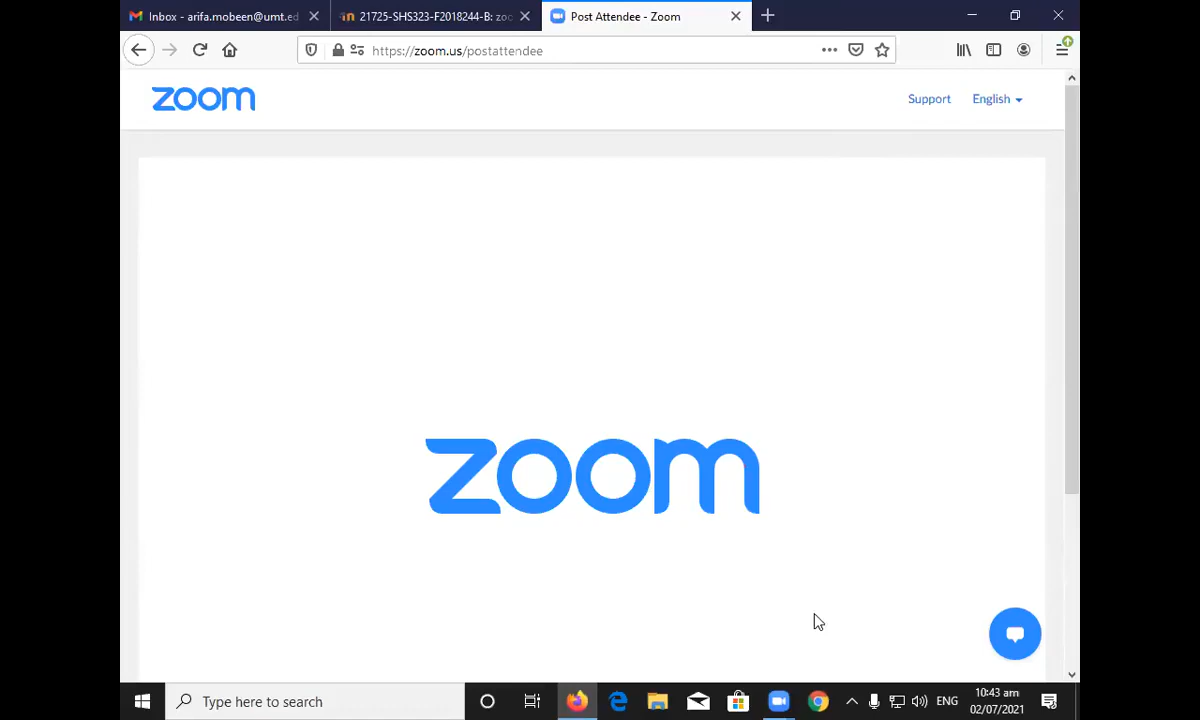 Inbox - arifa.mobeen@umt.ed
21725-SHS323-F2018244-B: zoo
Post Attendee - Zoom
https://zoom.us/postattendee
zoom
Support
English
zoom
Type here to search
ENG
10:43 am
02/07/2021